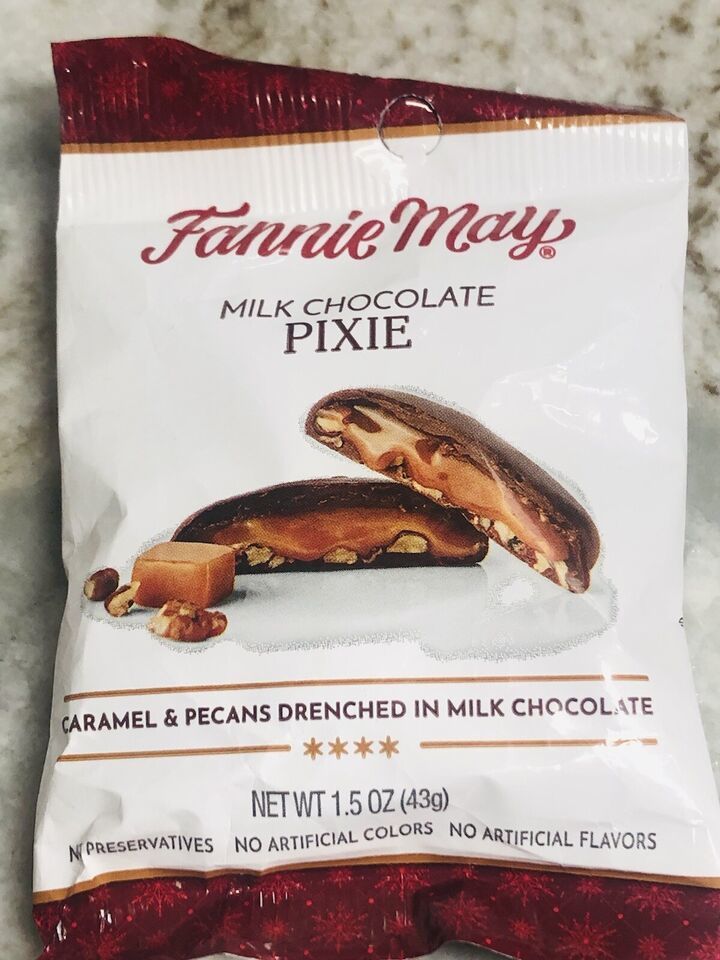 Fannie May®
MILK CHOCOLATE
PIXIE
CARAMEL & PECANS DRENCHED IN MILK CHOCOLATE
NET WT 1.5 OZ (43g)
NO PRESERVATIVES NO ARTIFICIAL COLORS NO ARTIFICIAL FLAVORS